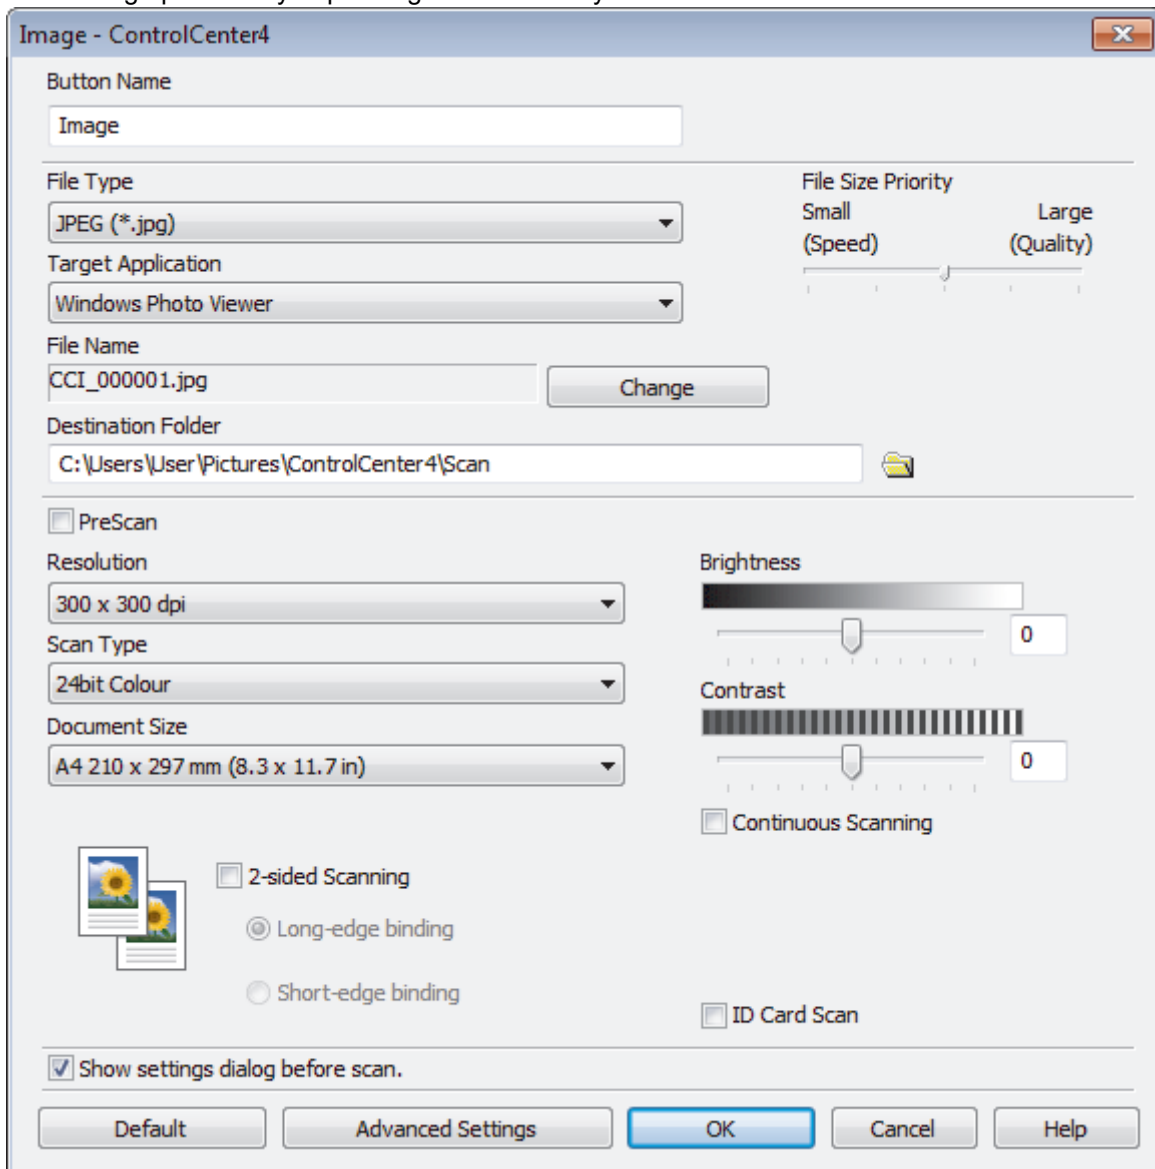 Image - ControlCenter4
Button Name
Image
File Type
JPEG (*.jpg)
Target Application
Windows Photo Viewer
File Name
CCI_000001.jpg
Change
Destination Folder
C:\Users\User\Pictures\ControlCenter4\Scan
File Size Priority
Small Large
(Speed) (Quality)
PreScan
Resolution
300 x 300 dpi
Scan Type
24bit Colour
Document Size
A4 210 x 297 mm (8.3 x 11.7 in)
Brightness
0
Contrast
0
Continuous Scanning
2-sided Scanning
Long-edge binding
Short-edge binding
ID Card Scan
Show settings dialog before scan.
Default Advanced Settings OK Cancel Help